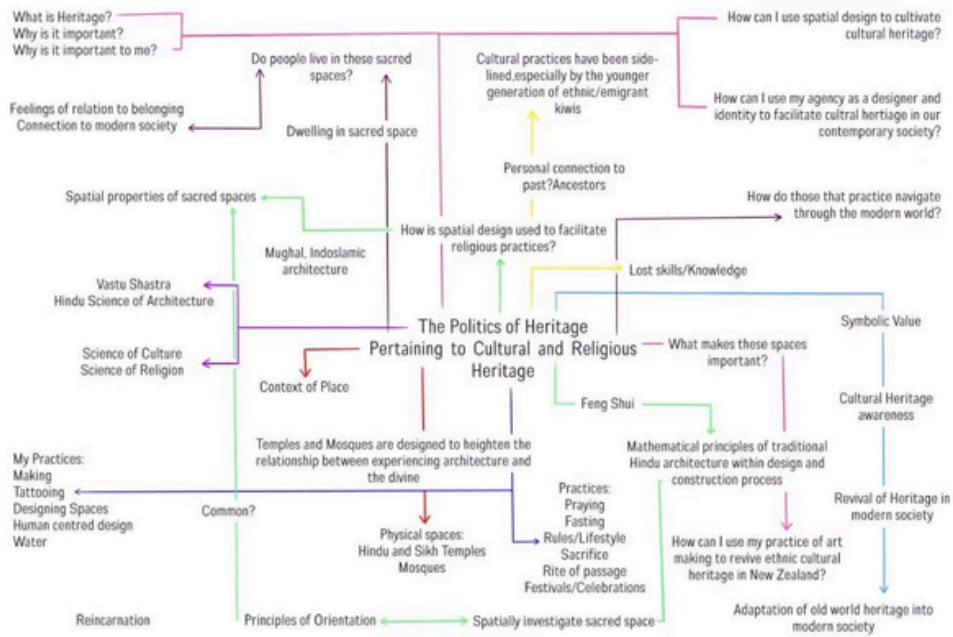 What is Heritage?
Why is it important?
Why is it important to me?
How can I use spatial design to cultivate
cultural heritage?
Do people live in these sacred
spaces?
Cultural practices have been side-
lined,especially by the younger
generation of ethnic/emigrant
kiwis
Feelings of relation to belonging
Connection to modern society
How can I use my agency as a designer and
identity to facilitate cultral hertiage in our
contemporary society?
Dwelling in sacred space
Personal connection to
past?Ancestors
Spatial properties of sacred spaces
How do those that practice navigate
through the modern world?
How is spatial design used to facilitate
religious practices?
Mughal, Indoslamic
architecture
Lost skills/Knowledge
Vastu Shastra
Hindu Science of Architecture
Symbolic Value
The Politics of Heritage
Pertaining to Cultural and Religious
Heritage
What makes these spaces
important?
Science of Culture
Science of Religion
Context of Place
Feng Shui
Cultural Heritage
awareness
Temples and Mosques are designed to heighten the
relationship between experiencing architecture and
the divine
Mathematical principles of traditional
Hindu architecture within design and
construction process
My Practices:
Making
Tattooing
Designing Spaces
Human centred design
Water
Common?
Practices:
Praying
Fasting
Rules/Lifestyle
Sacrifice
Rite of passage
Festivals/Celebrations
Revival of Heritage in
modern society
Physical spaces:
Hindu and Sikh Temples
Mosques
How can I use my practice of art
making to revive ethnic cultural
heritage in New Zealand?
Reincarnation
Principles of Orientation
Spatially investigate sacred space
Adaptation of old world heritage into
modern society